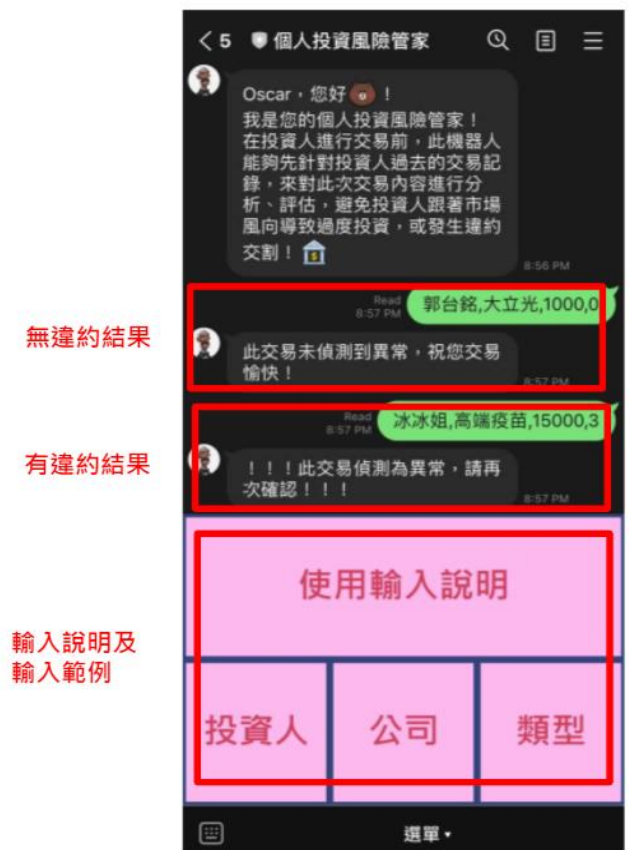 5 個人投資風險管家
Oscar，您好！
我是您的個人投資風險管家！
在投資人進行交易前，此機器人
能夠先針對投資人過去的交易記
錄，來對此次交易內容進行分
析、評估，避免投資人跟著市場
風向導致過度投資，或發生違約
交割！
8:56 PM
無違約結果
Read
8:57 PM
郭台銘,大立光,1000,0
此交易未偵測到異常，祝您交易
愉快！
8:57 PM
有違約結果
Read
8:57 PM
冰冰姐,高端疫苗,15000,3
！！！此交易偵測為異常，請再
次確認！！！
8:57 PM
輸入說明及
輸入範例
使用輸入說明
投資人 公司 類型
選單